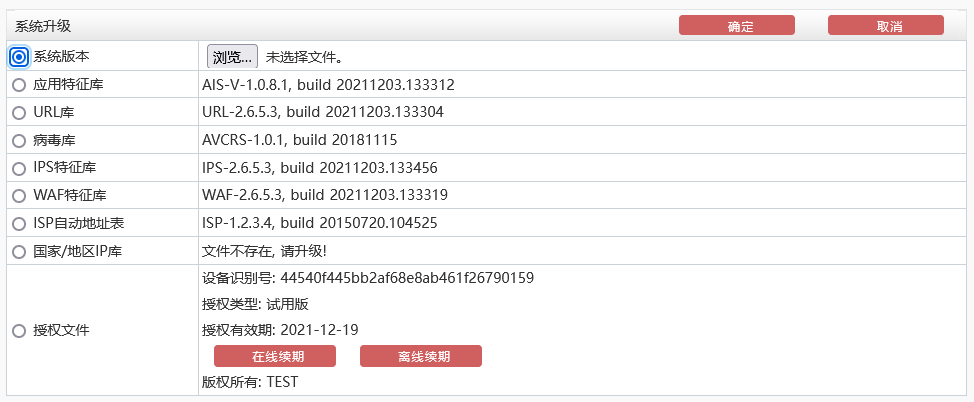 系统升级 确定 取消
系统版本 浏览... 未选择文件。
应用特征库 AIS-V-1.0.8.1, build 20211203.133312
URL库 URL-2.6.5.3, build 20211203.133304
病毒库 AVCRS-1.0.1, build 20181115
IPS特征库 IPS-2.6.5.3, build 20211203.133456
WAF特征库 WAF-2.6.5.3, build 20211203.133319
ISP自动地址表 ISP-1.2.3.4, build 20150720.104525
国家/地区IP库 文件不存在, 请升级!
设备识别号: 44540f445bb2af68e8ab461f26790159
授权类型: 试用版
授权文件 授权有效期: 2021-12-19
在线续期 离线续期
版权所有: TEST